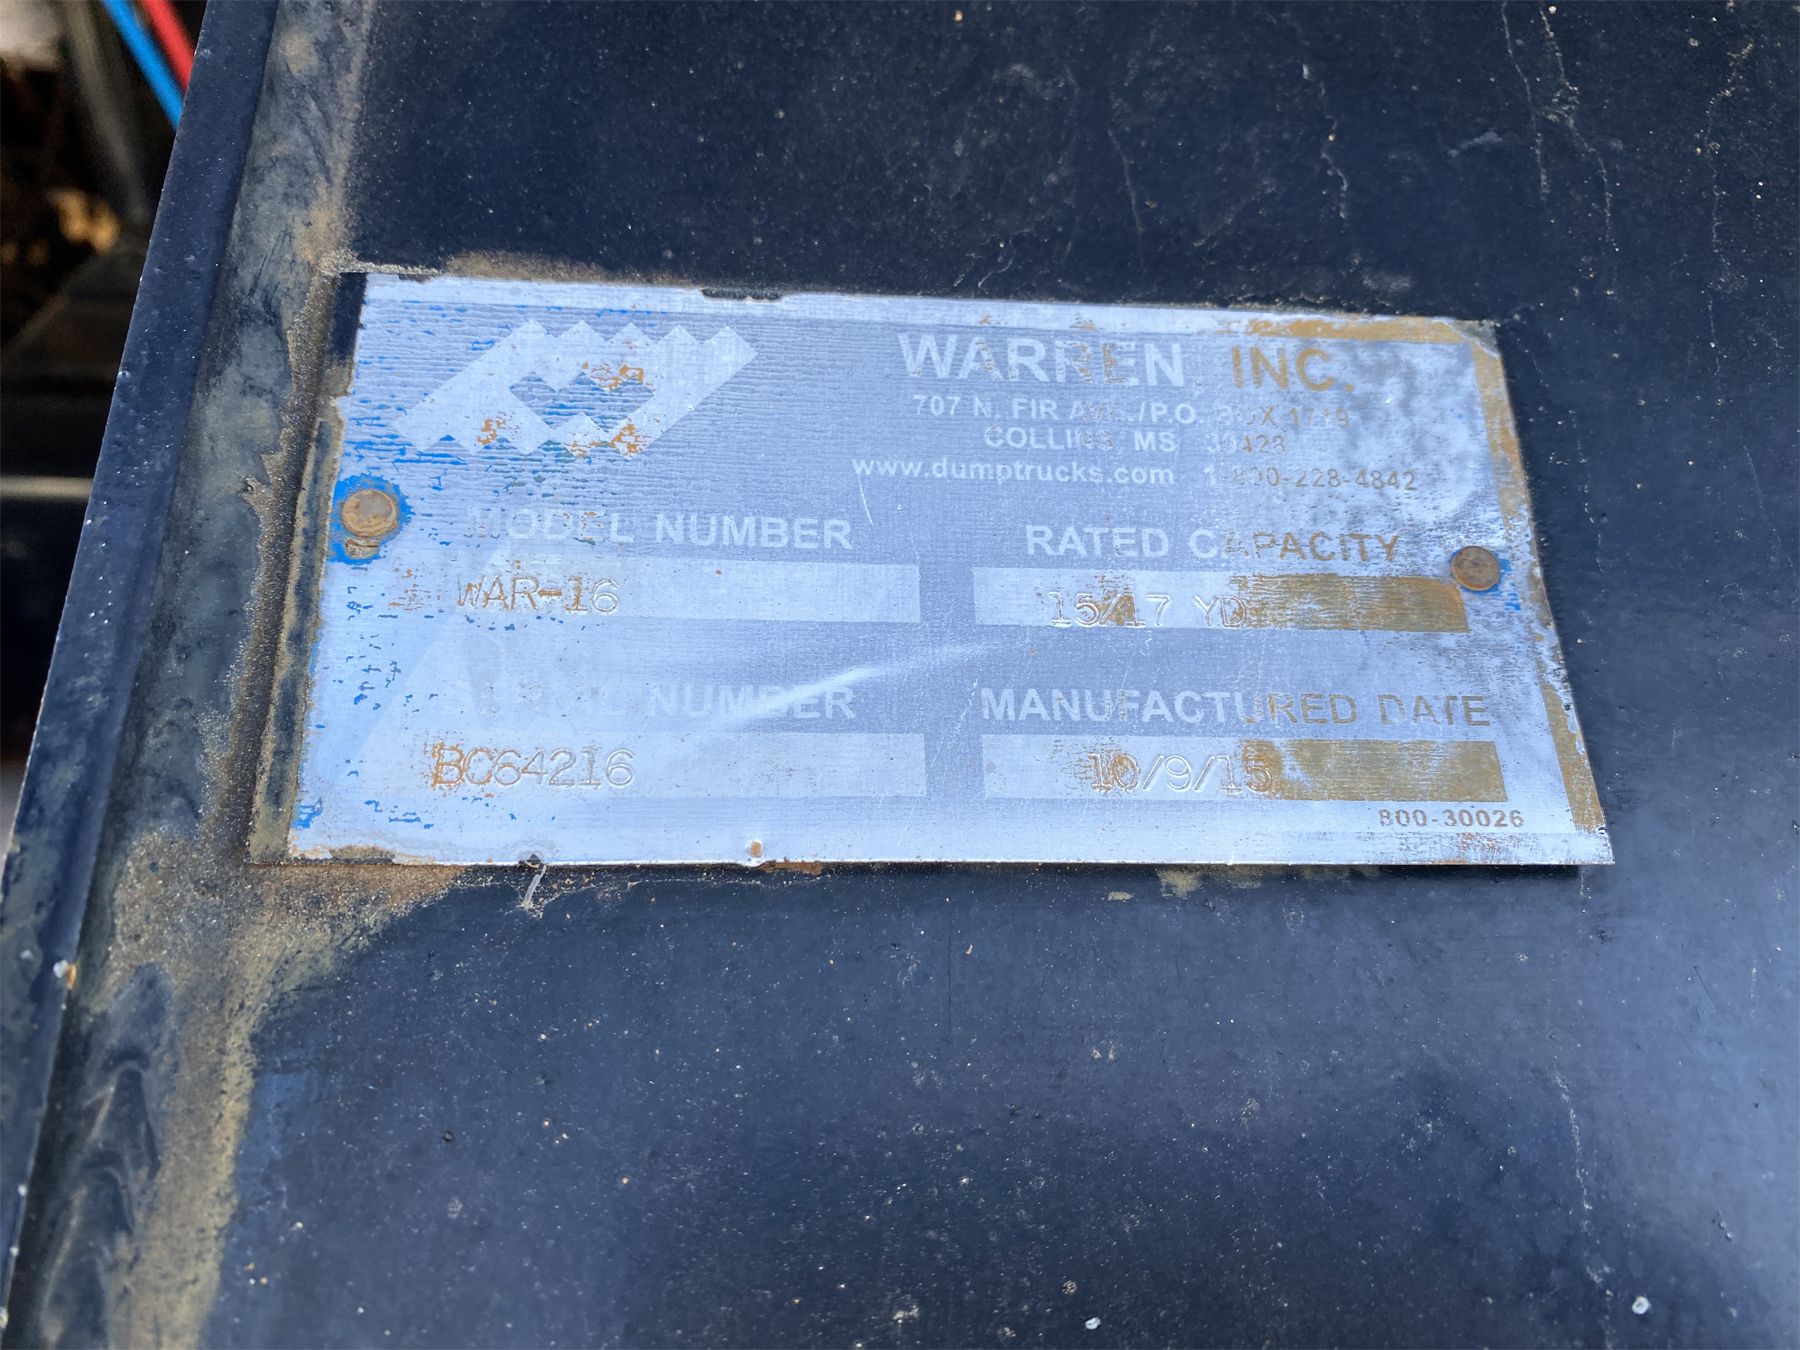 WARREN, INC.
707 N. FIR AVE./P.O. BOX 1719
COLLINS, MS 39428
www.dumptrucks.com 1-800-228-4842
MODEL NUMBER RATED CAPACITY
WAR-16 15/17 YD
SERIAL NUMBER MANUFACTURED DATE
BC64216 10/9/15
800-30026